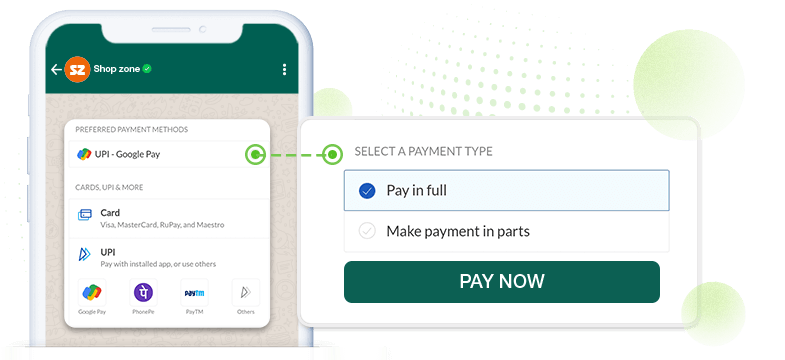 SZ Shop zone
PREFERRED PAYMENT METHODS
UPI - Google Pay
CARDS, UPI & MORE
Card
Visa, MasterCard, RuPay, and Maestro
UPI
Pay with installed app, or use others
Google Pay PhonePe PayTM Others
SELECT A PAYMENT TYPE
Pay in full
Make payment in parts
PAY NOW